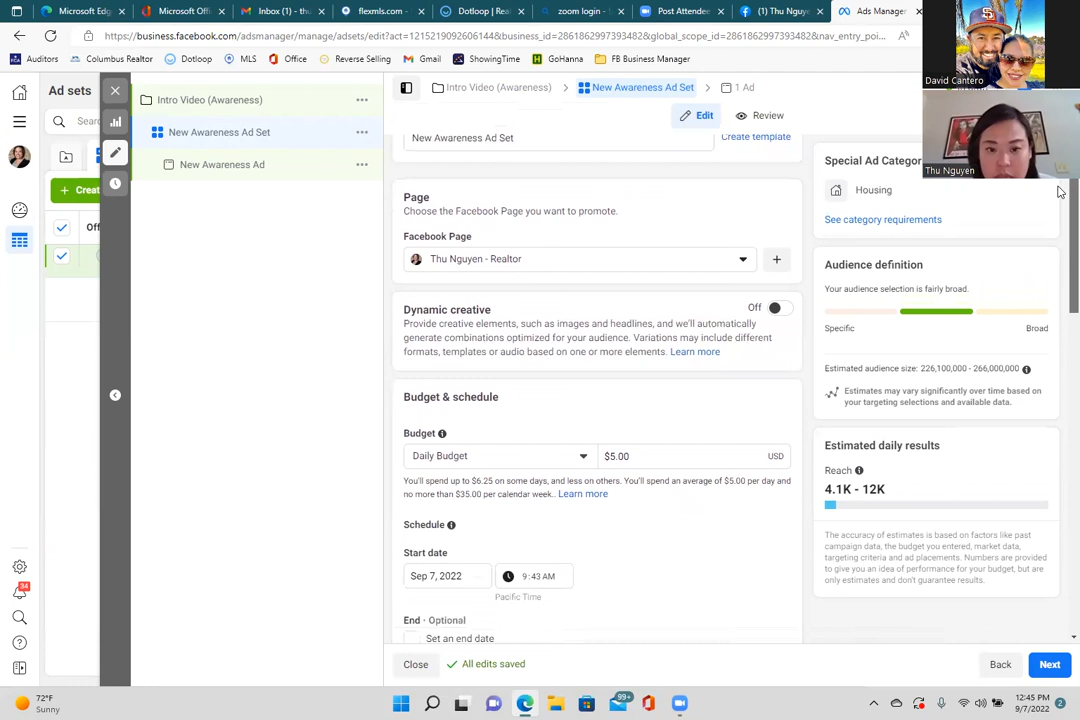 Microsoft Edg
Microsoft Offi
Inbox (1) - thu
flexmls.com -
Dotloop | Real
zoom login -
Post Attendee
(1) Thu Nguye
Ads Manager
https://business.facebook.com/adsmanager/manage/adsets/edit?act=1215219092606144&business_id=2861862993393482&global_scope_id=2861862993393482&nav_entry_poi...
Auditors
Columbus Realtor
Dotloop
MLS
Office
Reverse Selling
Gmail
ShowingTime
GoHanna
FB Business Manager
David Cantero
Thu Nguyen
Ad sets
Sear
+ Creat
Off
Intro Video (Awareness)
New Awareness Ad Set
New Awareness Ad
Intro Video (Awareness)
New Awareness Ad Set
1 Ad
Edit
Review
New Awareness Ad Set
Create template
Page
Choose the Facebook Page you want to promote.
Facebook Page
Thu Nguyen - Realtor
Dynamic creative
Off
Provide creative elements, such as images and headlines, and we'll automatically
generate combinations optimized for your audience. Variations may include different
formats, templates or audio based on one or more elements. Learn more
Budget & schedule
Budget
Daily Budget
$5.00
USD
You'll spend up to $6.25 on some days, and less on others. You'll spend an average of $5.00 per day and
no more than $35.00 per calendar week.. Learn more
Schedule
Start date
Sep 7, 2022
9:43 AM
Pacific Time
End · Optional
Set an end date
Close
All edits saved
Back
Next
Special Ad Categor
Housing
See category requirements
Audience definition
Your audience selection is fairly broad.
Specific
Broad
Estimated audience size: 226,100,000 - 266,000,000
Estimates may vary significantly over time based on
your targeting selections and available data.
Estimated daily results
Reach
4.1K - 12K
The accuracy of estimates is based on factors like past
campaign data, the budget you entered, market data,
targeting criteria and ad placements. Numbers are provided
to give you an idea of performance for your budget, but are
only estimates and don't guarantee results.
34
72°F
Sunny
99+
12:45 PM
9/7/2022
2